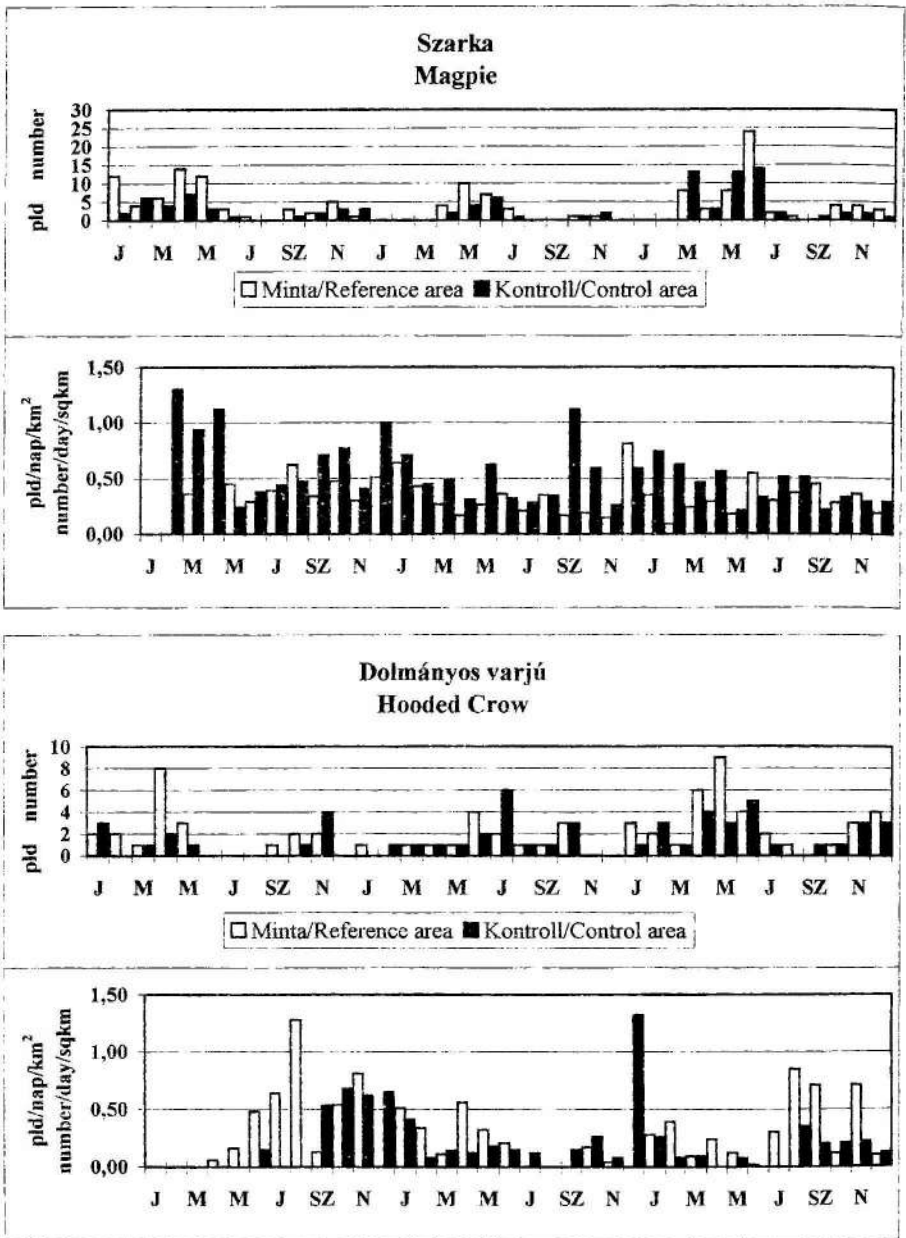 Szarka
Magpie
pld number
30
25
20
15
10
5
0
J M M J SZ N J M M J SZ N J M M J SZ N
Minta/Reference area Kontroll/Control area
pld/nap/km²
number/day/sqkm
1,50
1,00
0,50
0,00
J M M J SZ N J M M J SZ N J M M J SZ N
Dolmányos varjú
Hooded Crow
pld number
10
8
6
4
2
0
J M M J SZ N J M M J SZ N J M M J SZ N
Minta/Reference area Kontroll/Control area
pld/nap/km²
number/day/sqkm
1,50
1,00
0,50
0,00
J M M J SZ N J M M J SZ N J M M J SZ N